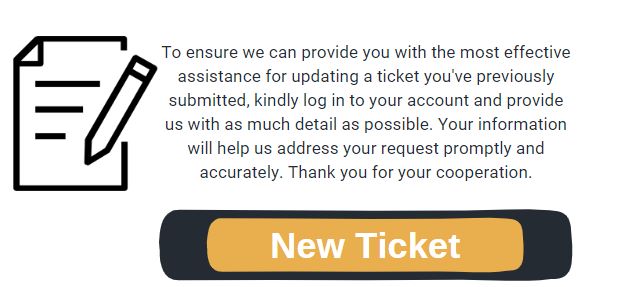 To ensure we can provide you with the most effective
assistance for updating a ticket you've previously
submitted, kindly log in to your account and provide
us with as much detail as possible. Your information
will help us address your request promptly and
accurately. Thank you for your cooperation.
New Ticket